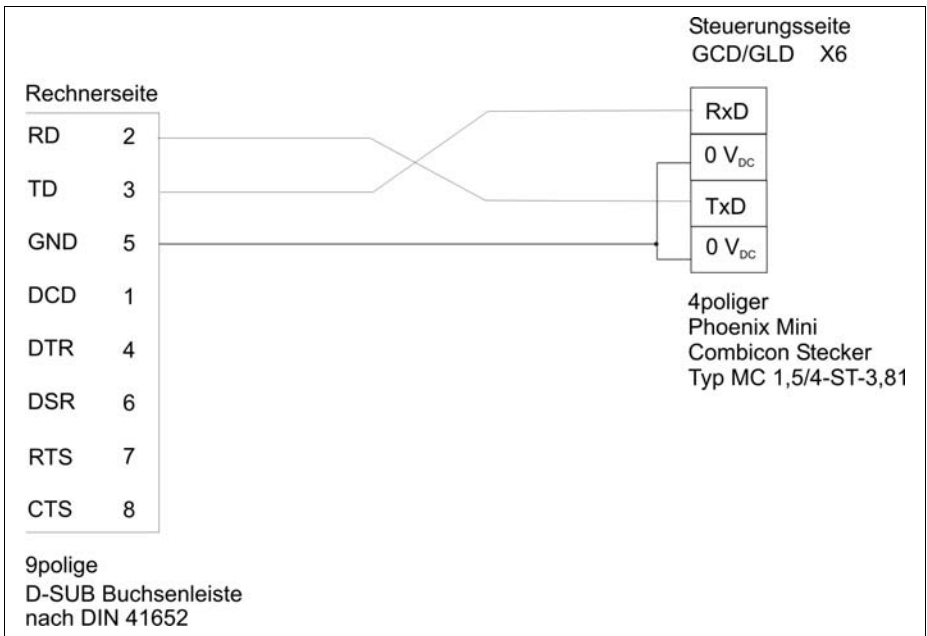 Steuerungsseite
GCD/GLD X6
Rechnerseite
RD 2
TD 3
GND 5
DCD 1
DTR 4
DSR 6
RTS 7
CTS 8
RxD
0 VDC
TxD
0 VDC
4poliger
Phoenix Mini
Combicon Stecker
Typ MC 1,5/4-ST-3,81
9polige
D-SUB Buchsenleiste
nach DIN 41652